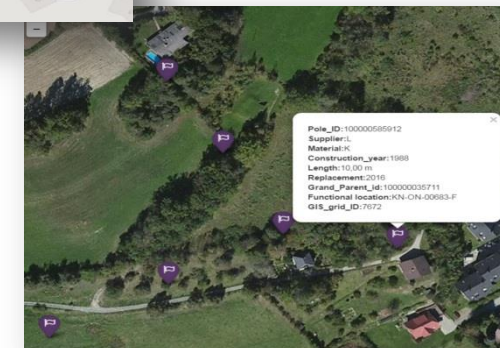 Pole_ID:100000585912
Supplier:L
Material:K
Construction_year:1988
Length:10,00 m
Replacement:2016
Grand_Parent_id:100000035711
Functional location:KN-ON-00683-F
GIS_grid_ID:7672